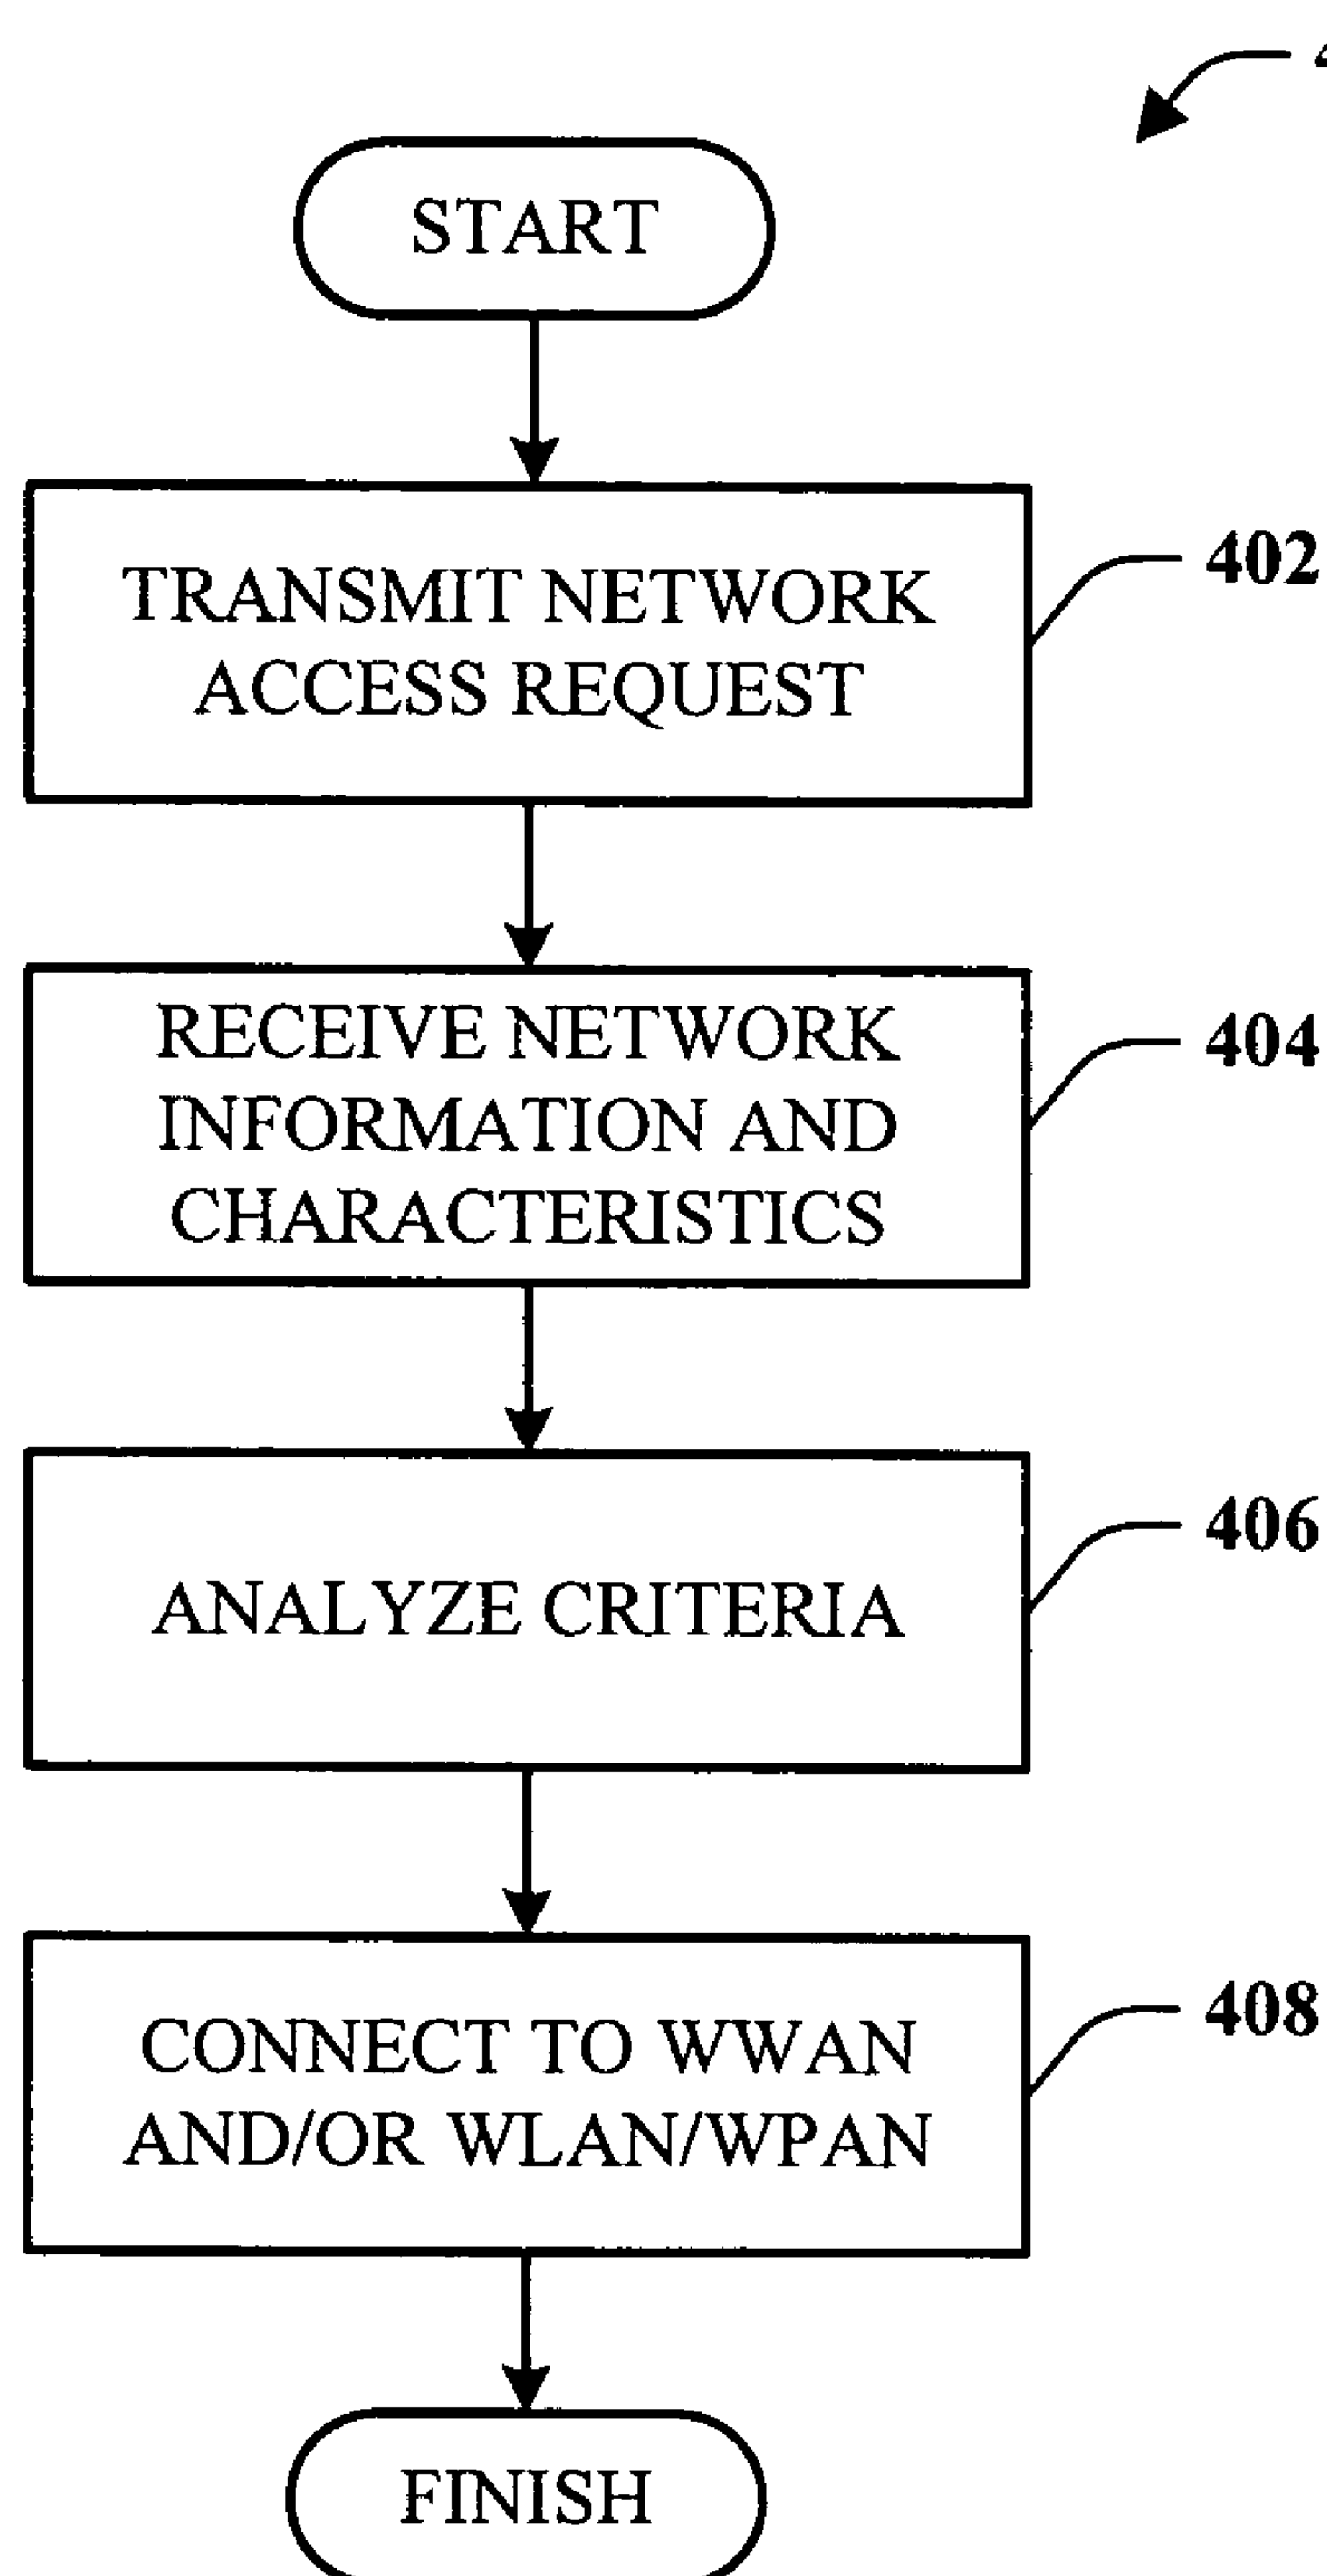 START
TRANSMIT NETWORK
ACCESS REQUEST
402
RECEIVE NETWORK
INFORMATION AND
CHARACTERISTICS
404
ANALYZE CRITERIA
406
CONNECT TO WWAN
AND/OR WLAN/WPAN
408
FINISH